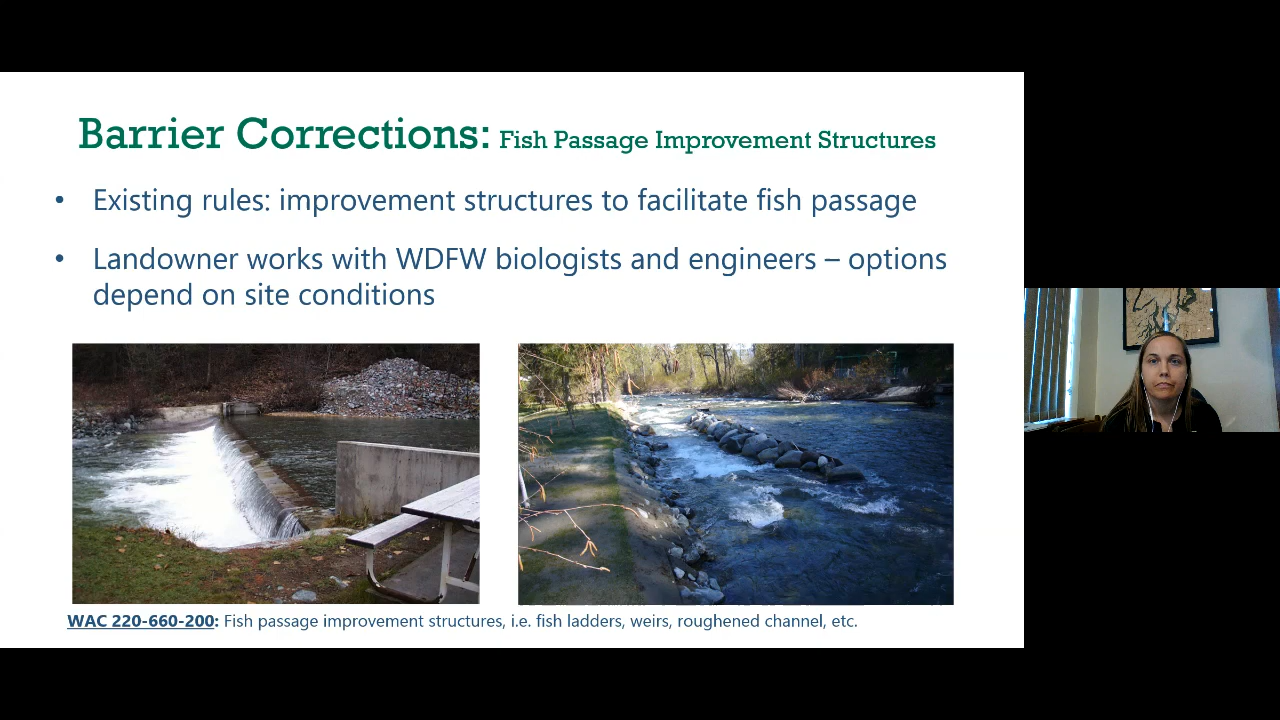 Barrier Corrections: Fish Passage Improvement Structures
• Existing rules: improvement structures to facilitate fish passage
• Landowner works with WDFW biologists and engineers – options
depend on site conditions
WAC 220-660-200: Fish passage improvement structures, i.e. fish ladders, weirs, roughened channel, etc.